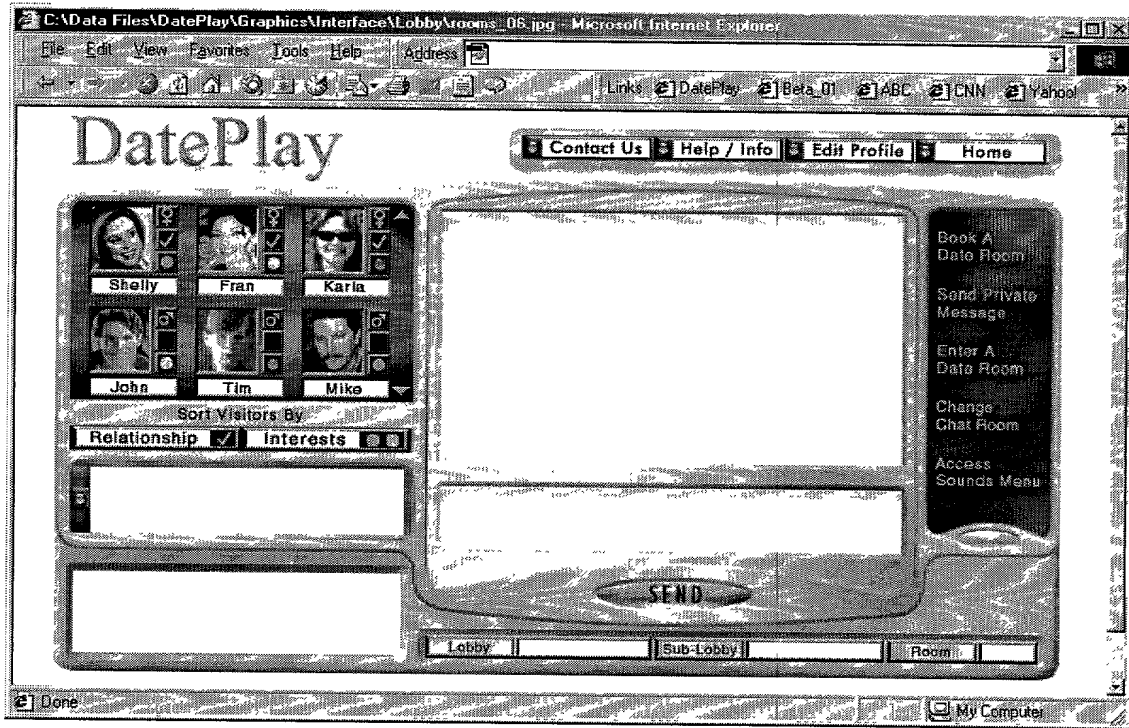 C:\Data Files\DatePlay\Graphics\Interface\Lobby\rooms_06.jpg - Microsoft Internet Explorer
File Edit View Favorites Tools Help Address
Links DatePlay Beta_01 ABC CNN Yahoo! »
DatePlay
Contact Us Help / Info Edit Profile Home
Shelly Fran Karla
John Tim Mike
Sort Visitors By
Relationship Interests
Book A
Date Room
Send Private
Message
Enter A
Date Room
Change
Chat Room
Access
Sounds Menu
SEND
Lobby Sub-Lobby Room
Done My Computer